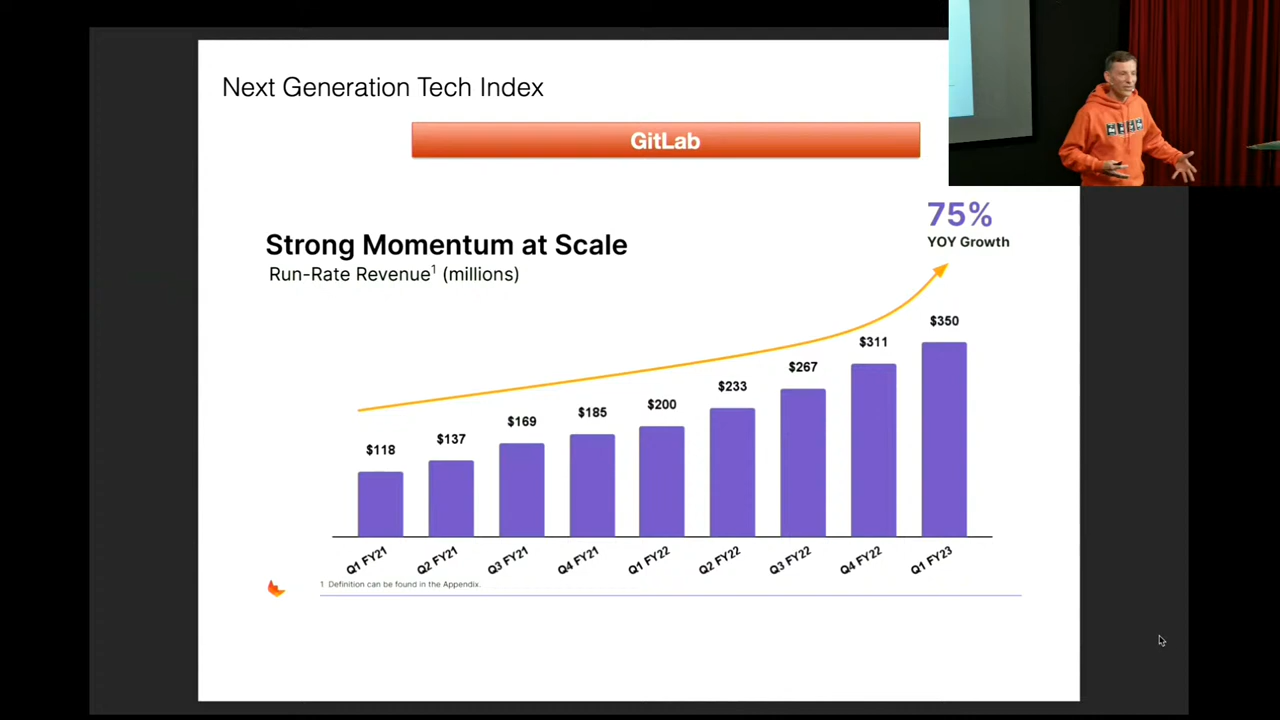 Next Generation Tech Index
GitLab
75%
YOY Growth
Strong Momentum at Scale
Run-Rate Revenue1 (millions)
$118
$137
$169
$185
$200
$233
$267
$311
$350
Q1 FY21
Q2 FY21
Q3 FY21
Q4 FY21
Q1 FY22
Q2 FY22
Q3 FY22
Q4 FY22
Q1 FY23
1 Definition can be found in the Appendix.